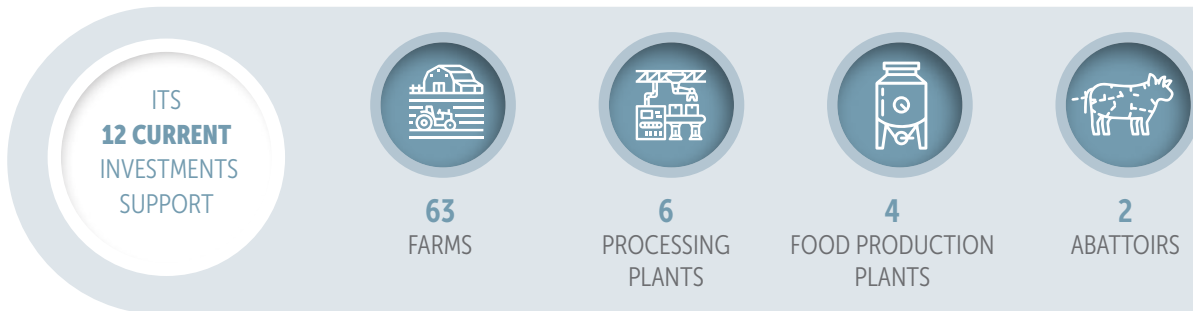 ITS
12 CURRENT
INVESTMENTS
SUPPORT
63
FARMS
6
PROCESSING
PLANTS
4
FOOD PRODUCTION
PLANTS
2
ABATTOIRS